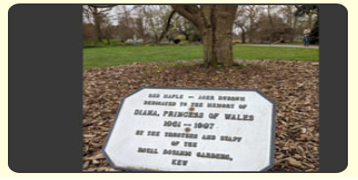 RED MAPLE — ACER RUBRUM
DEDICATED TO THE MEMORY OF
DIANA, PRINCESS OF WALES
1961 — 1997
BY THE TRUSTEES AND STAFF
OF THE
ROYAL BOTANIC GARDENS,
KEW